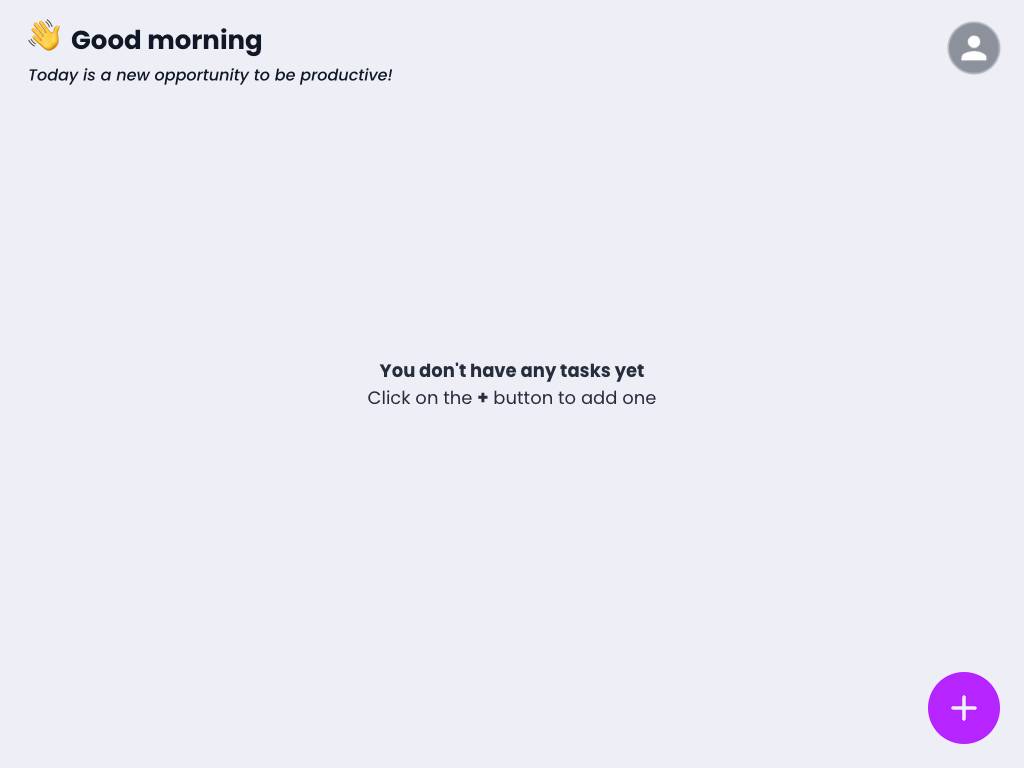 👋 Good morning
Today is a new opportunity to be productive!
You don't have any tasks yet
Click on the + button to add one